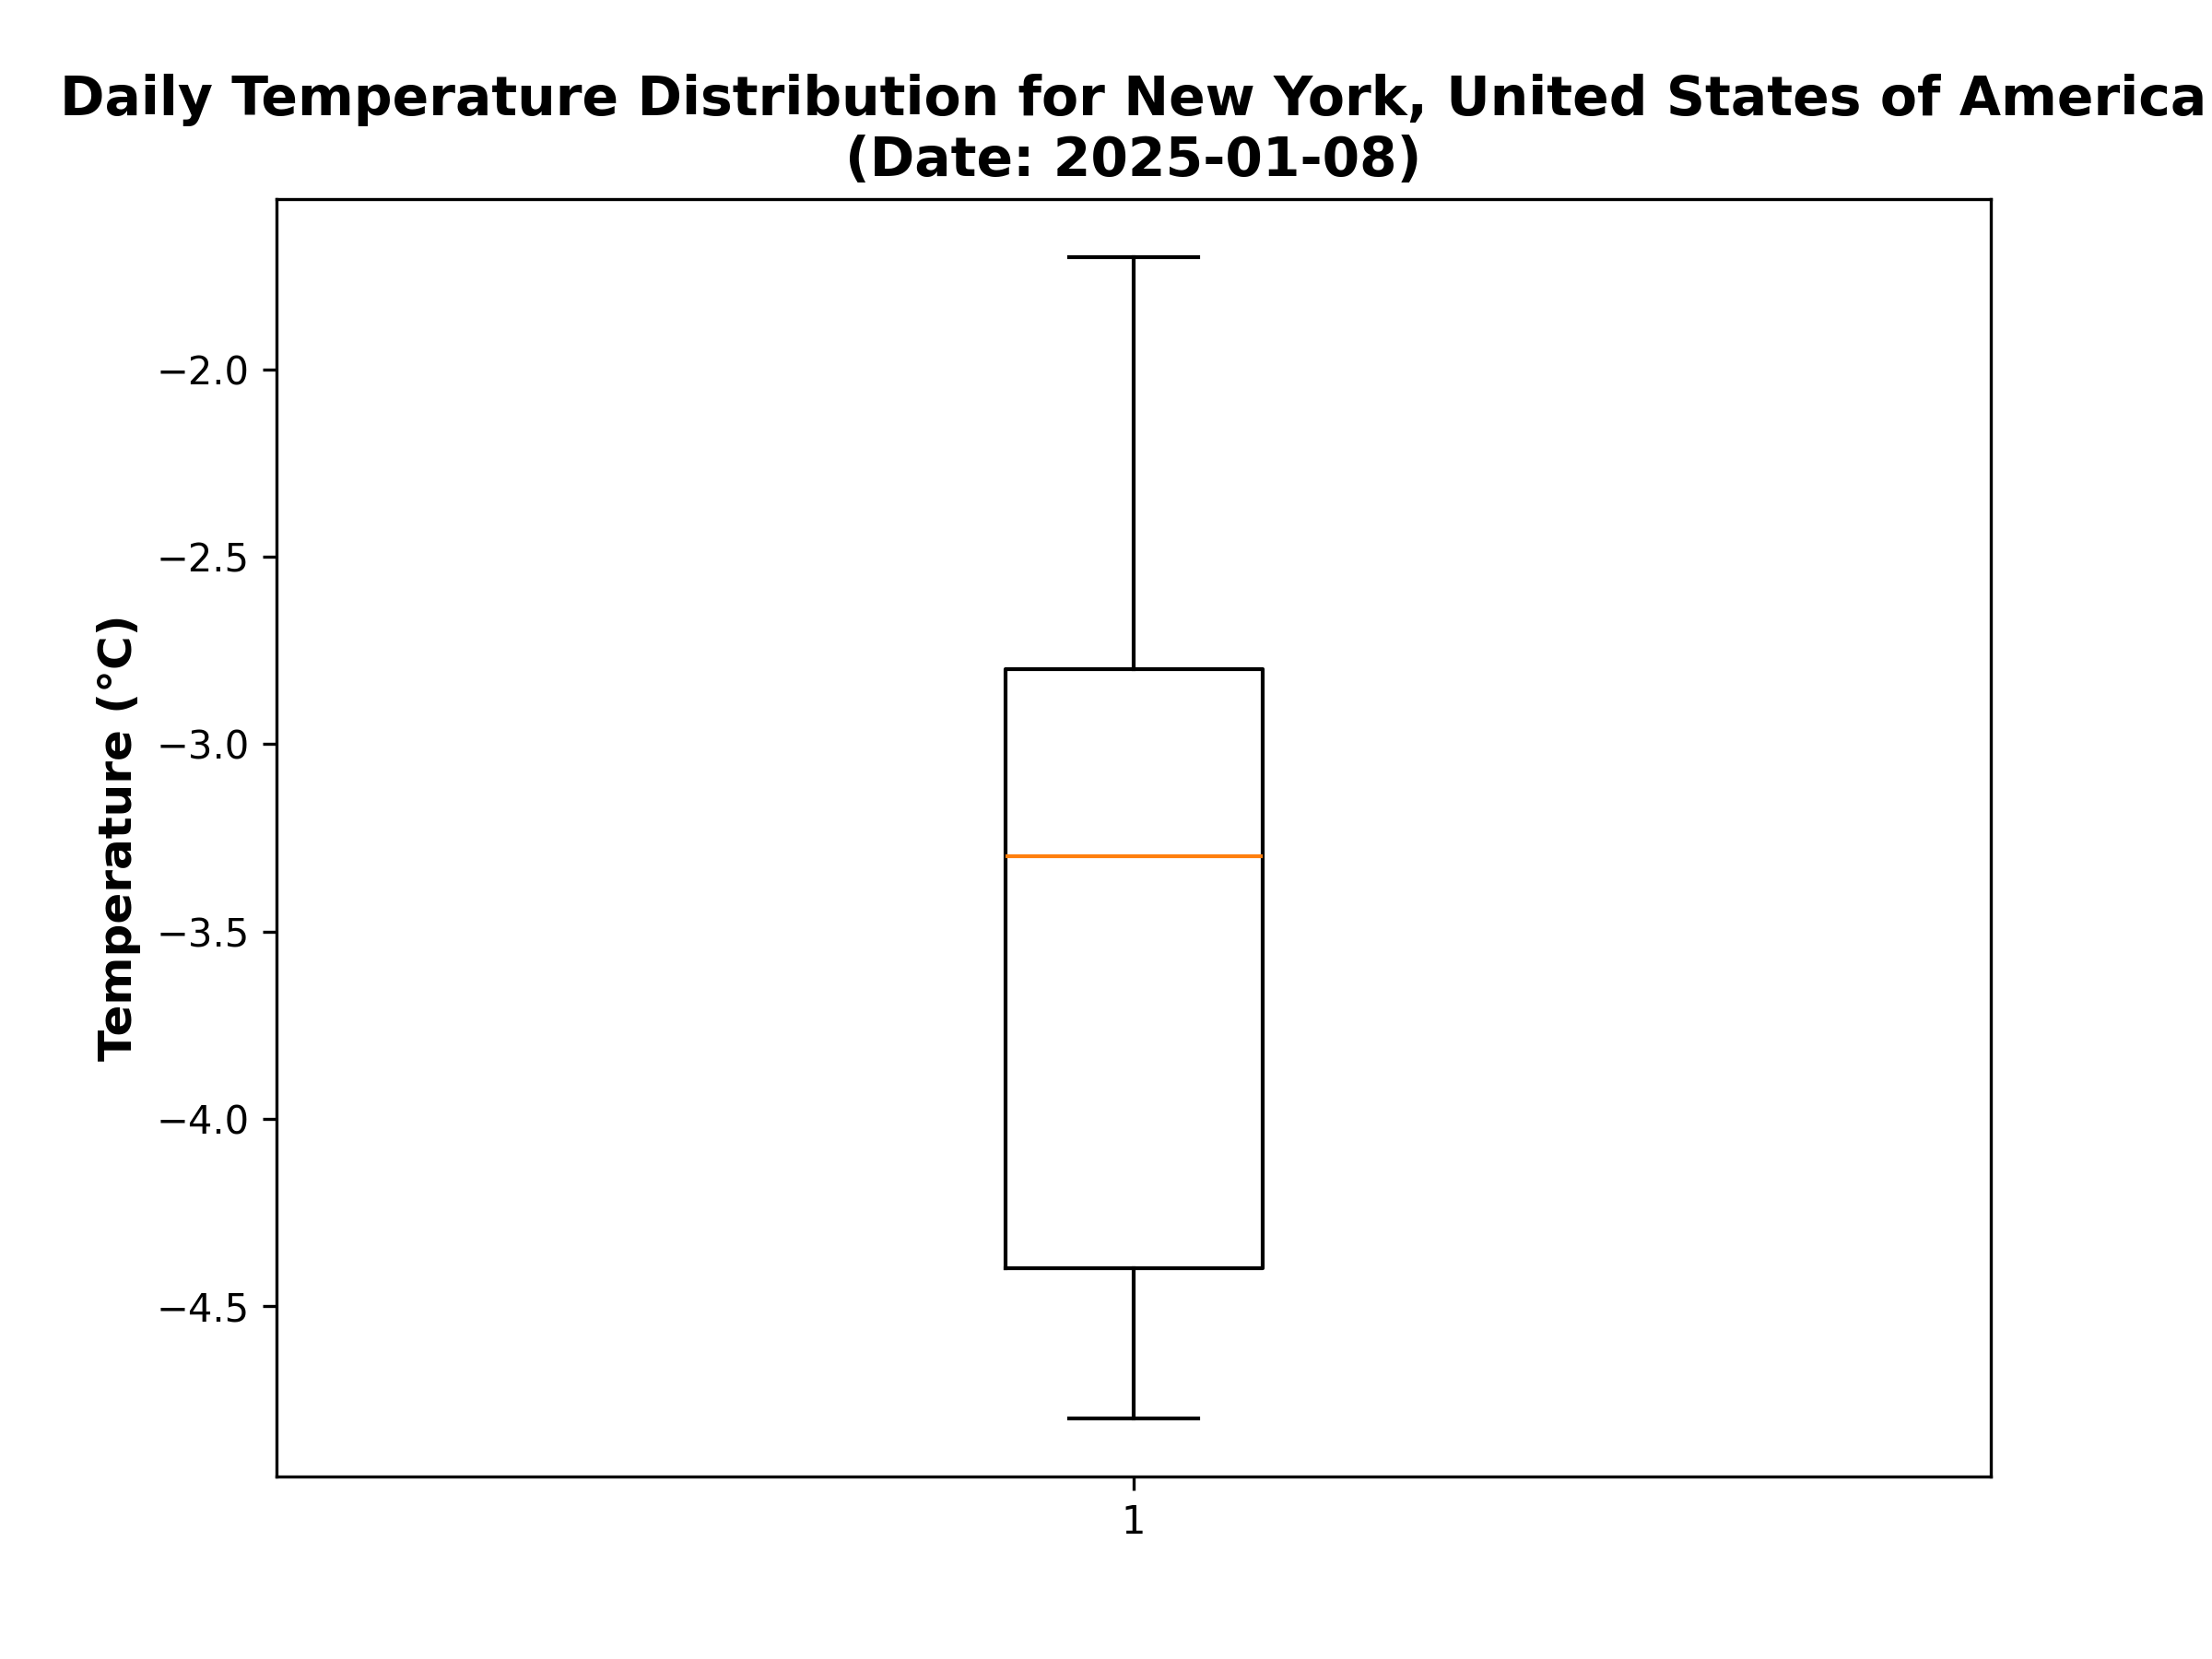 Daily Temperature Distribution for New York, United States of America
(Date: 2025-01-08)
Temperature (°C)
−2.0
−2.5
−3.0
−3.5
−4.0
−4.5
1